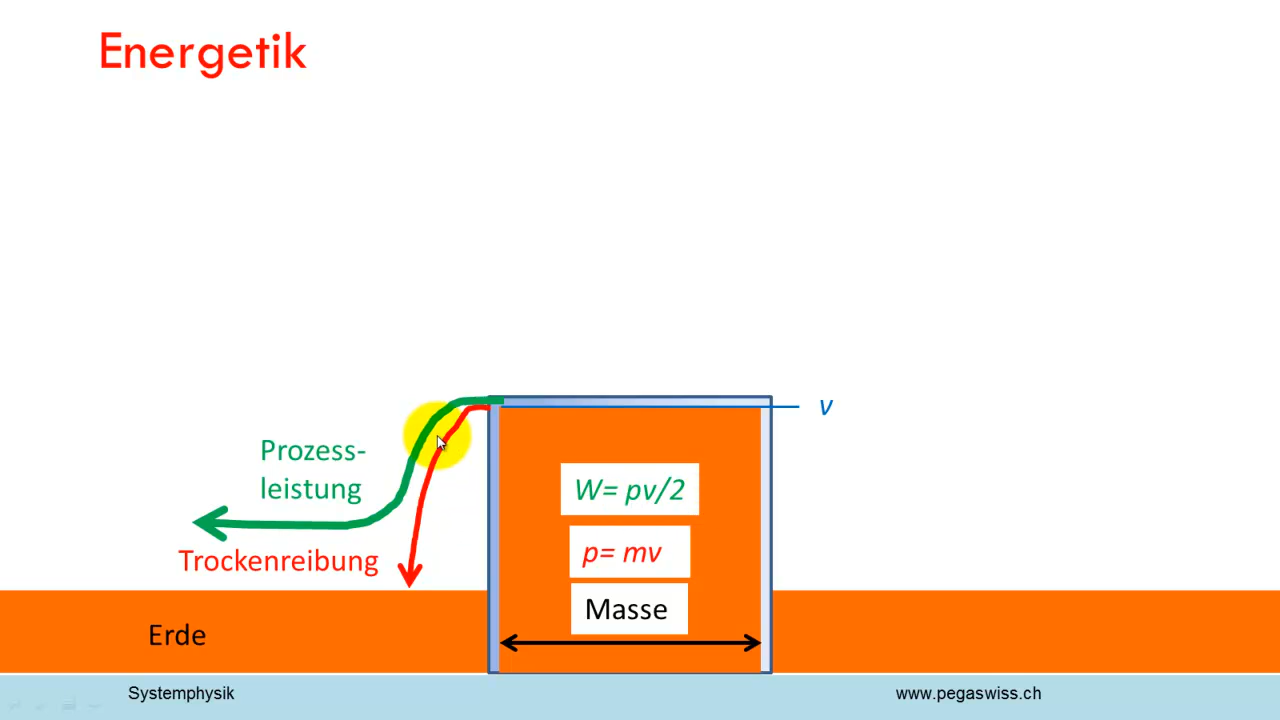 Energetik
v
Prozess-
leistung
W= pv/2
Trockenreibung
p= mv
Masse
Erde
Systemphysik
www.pegaswiss.ch